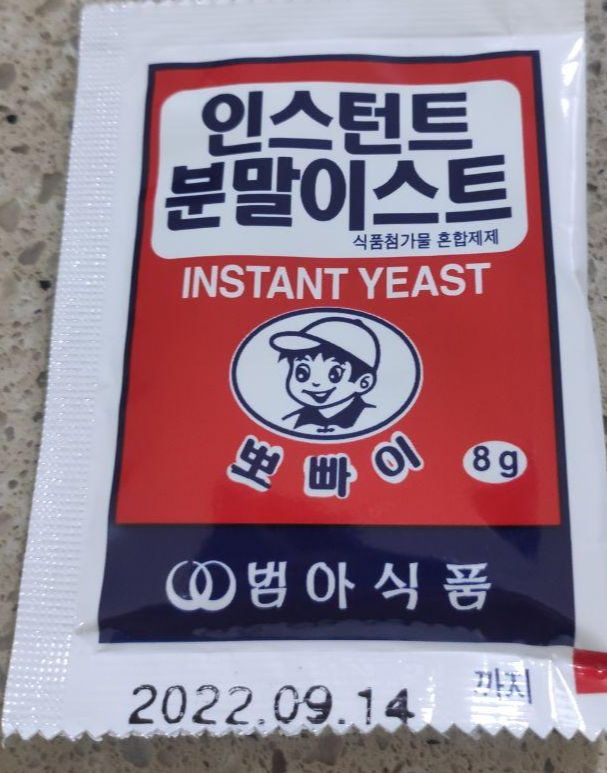 인스턴트
분말이스트
식품첨가물 혼합제제
INSTANT YEAST
뽀빠이
8g
범아식품
2022.09.14 까지